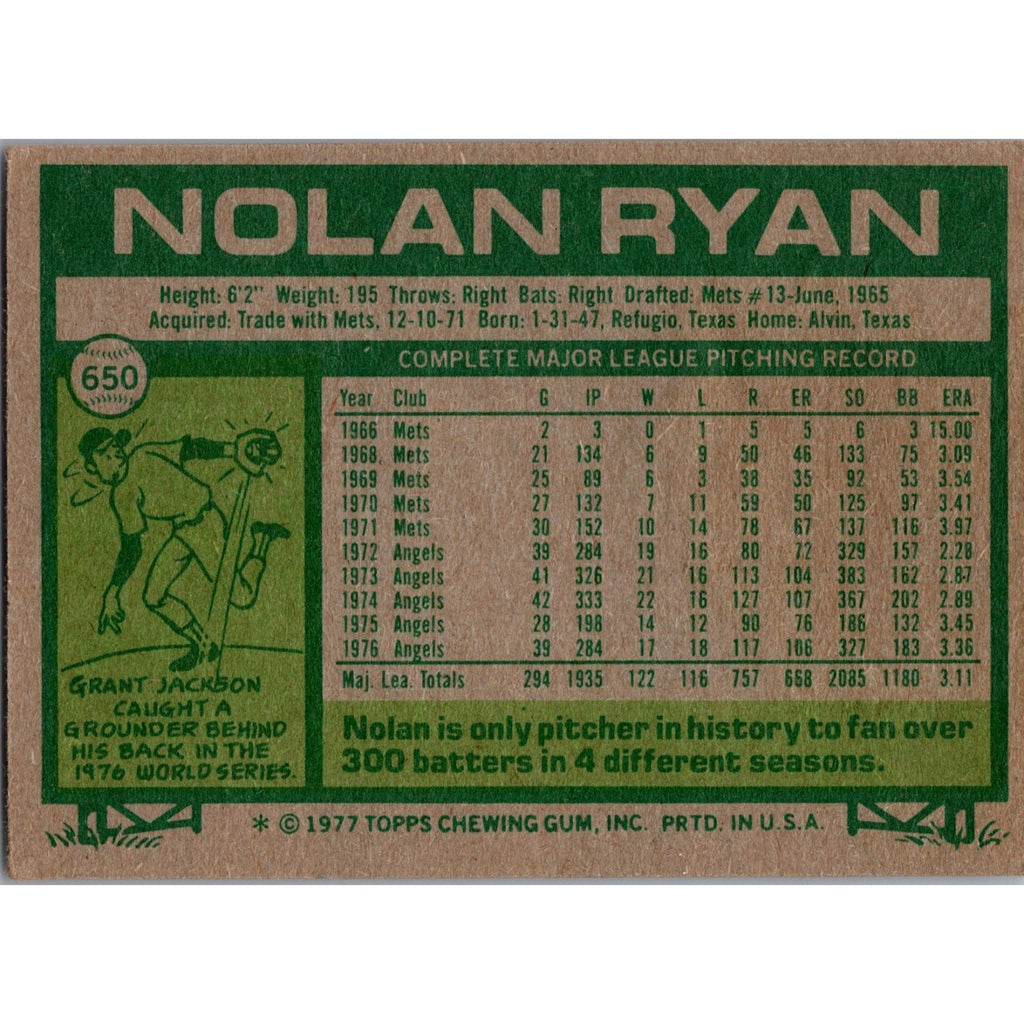 NOLAN RYAN
Height: 6'2" Weight: 195 Throws: Right Bats: Right Drafted: Mets #13-June, 1965
Acquired: Trade with Mets, 12-10-71 Born: 1-31-47, Refugio, Texas Home: Alvin, Texas
650
COMPLETE MAJOR LEAGUE PITCHING RECORD
Year Club G IP W L R ER SO BB ERA
1966 Mets 2 3 0 1 5 5 6 3 15.00
1968 Mets 21 134 6 9 50 46 133 75 3.09
1969 Mets 25 89 6 3 38 35 92 53 3.54
1970 Mets 27 132 7 11 59 50 125 97 3.41
1971 Mets 30 152 10 14 78 67 137 116 3.97
1972 Angels 39 284 19 16 80 72 329 157 2.28
1973 Angels 41 326 21 16 113 104 383 162 2.87
1974 Angels 42 333 22 16 127 107 367 202 2.89
1975 Angels 28 198 14 12 90 76 186 132 3.45
1976 Angels 39 284 17 18 117 106 327 183 3.36
Maj. Lea. Totals 294 1935 122 116 757 668 2085 1180 3.11
GRANT JACKSON
CAUGHT A
GROUNDER BEHIND
HIS BACK IN THE
1976 WORLD SERIES.
Nolan is only pitcher in history to fan over
300 batters in 4 different seasons.
* © 1977 TOPPS CHEWING GUM, INC. PRTD. IN U.S.A.